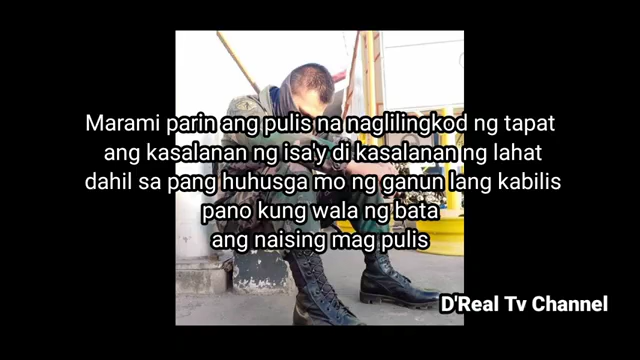 Marami parin ang pulis na naglilingkod ng tapat
ang kasalanan ng isa'y di kasalanan ng lahat
dahil sa pang huhusga mo ng ganun lang kabilis
pano kung wala ng bata
ang naising mag pulis
D'Real Tv Channel